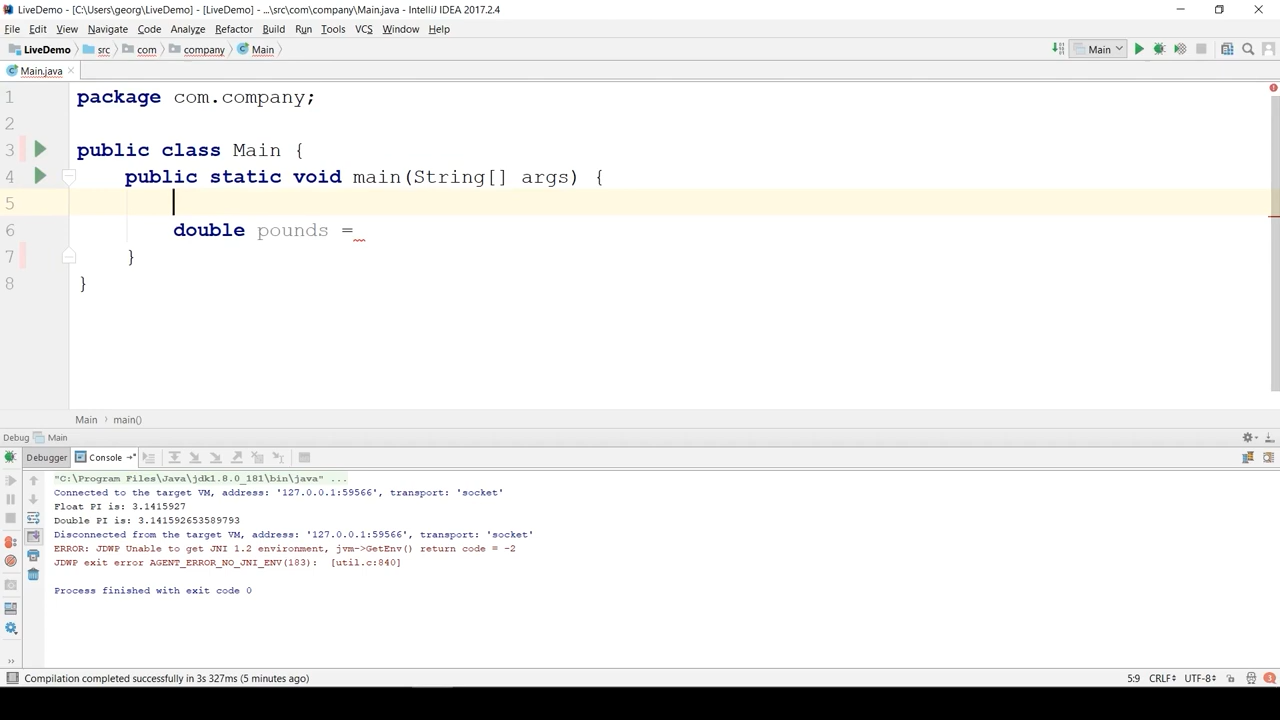 LiveDemo - [C:\Users\georg\LiveDemo] - [LiveDemo] - ...\src\com\company\Main.java - IntelliJ IDEA 2017.2.4
File Edit View Navigate Code Analyze Refactor Build Run Tools VCS Window Help
LiveDemo src com company Main Main
Main.java
1 package com.company;
2
3 public class Main {
4 public static void main(String[] args) {
5
6 double pounds =
7 }
8 }
Main › main()
Debug Main
Debugger Console
"C:\Program Files\Java\jdk1.8.0_181\bin\java" ...
Connected to the target VM, address: '127.0.0.1:59566', transport: 'socket'
Float PI is: 3.1415927
Double PI is: 3.141592653589793
Disconnected from the target VM, address: '127.0.0.1:59566', transport: 'socket'
ERROR: JDWP Unable to get JNI 1.2 environment, jvm->GetEnv() return code = -2
JDWP exit error AGENT_ERROR_NO_JNI_ENV(183): [util.c:840]
Process finished with exit code 0
Compilation completed successfully in 3s 327ms (5 minutes ago) 5:9 CRLF UTF-8